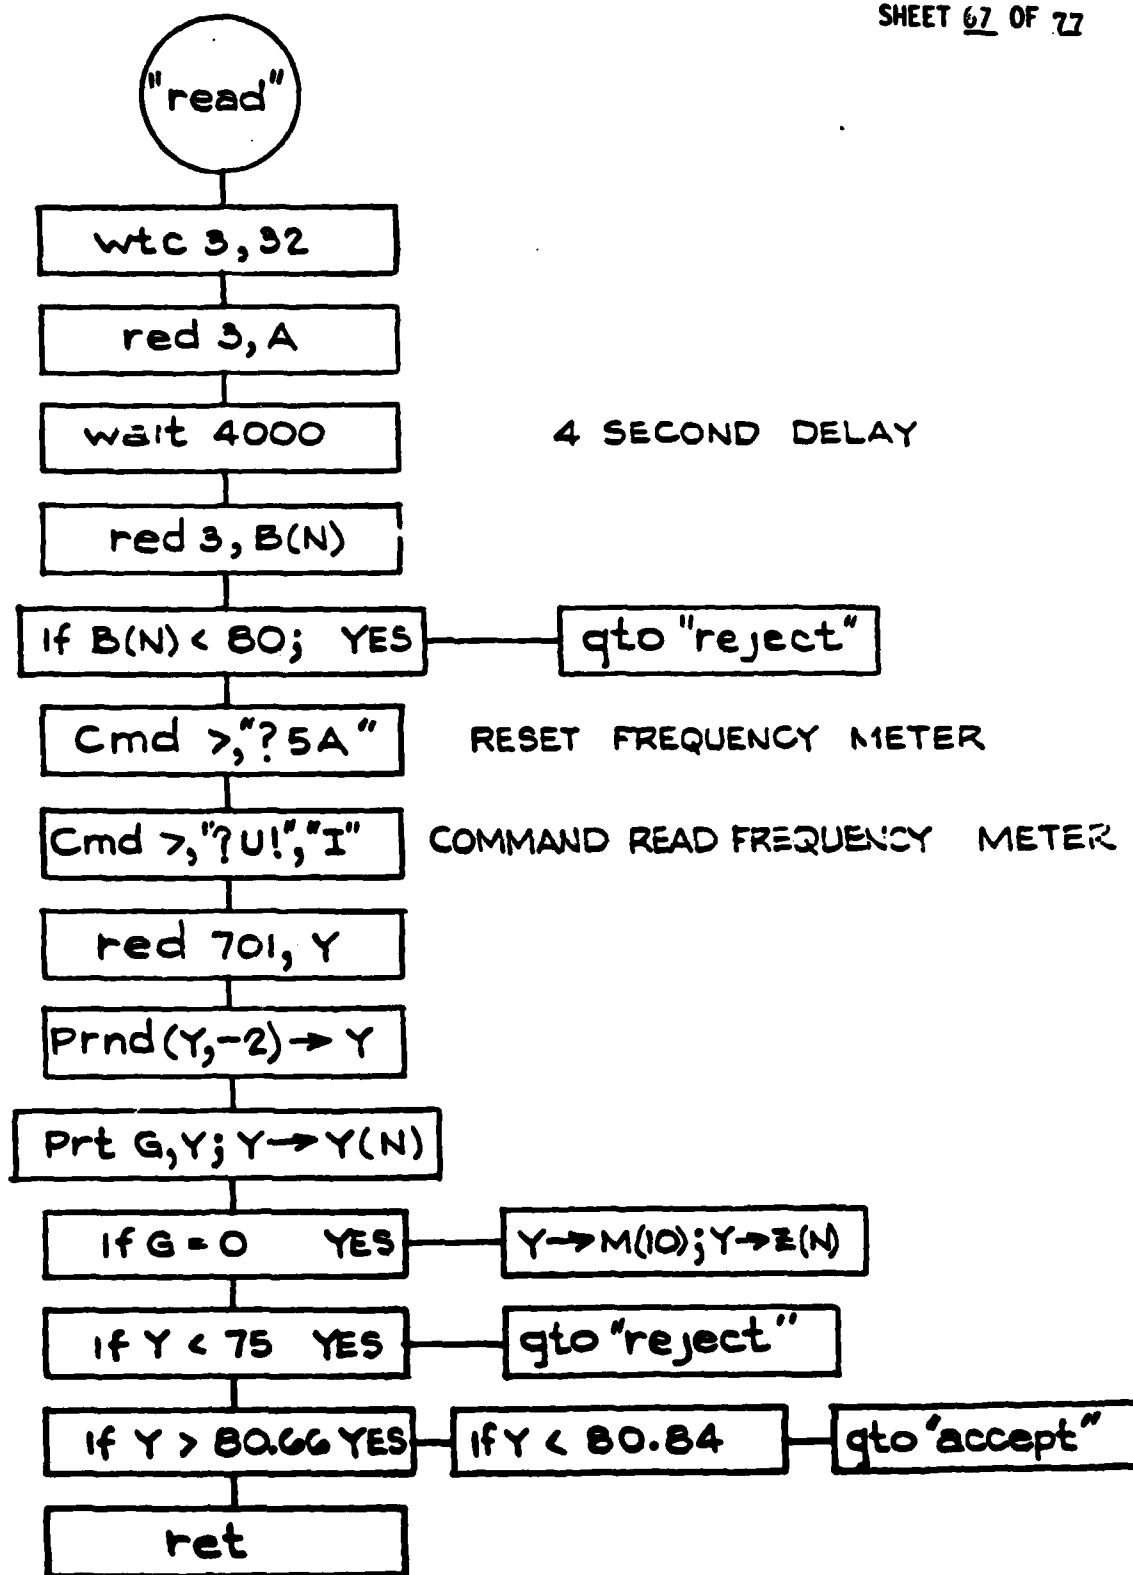 SHEET 67 OF 77
"read"
wtc 3, 32
red 3, A
wait 4000
4 SECOND DELAY
red 3, B(N)
If B(N) < 80; YES
gto "reject"
Cmd >, "?5A"
RESET FREQUENCY METER
Cmd >, "?U!", "I"
COMMAND READ FREQUENCY METER
red 701, Y
Prnd (Y, -2) → Y
Prt G, Y; Y → Y(N)
If G = 0 YES
Y → M(10); Y → Z(N)
If Y < 75 YES
gto "reject"
If Y > 80.66 YES
If Y < 80.84
gto "accept"
ret